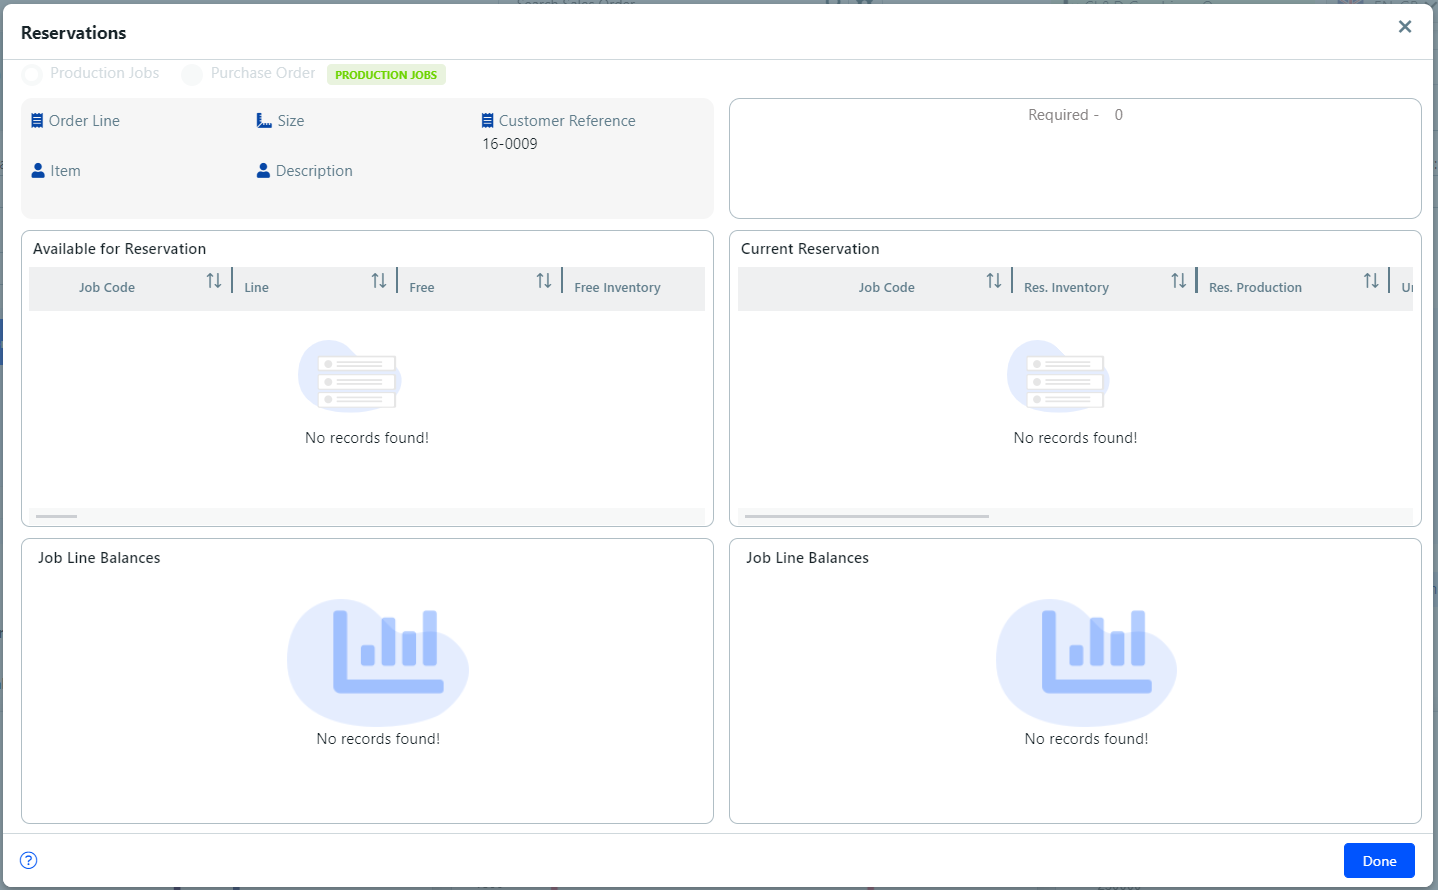 Reservations
Production Jobs Purchase Order PRODUCTION JOBS
Order Line Size Customer Reference
16-0009
Item Description
Required - 0
Available for Reservation
Job Code Line Free Free Inventory
No records found!
Current Reservation
Job Code Res. Inventory Res. Production
No records found!
Job Line Balances
No records found!
Job Line Balances
No records found!
? Done